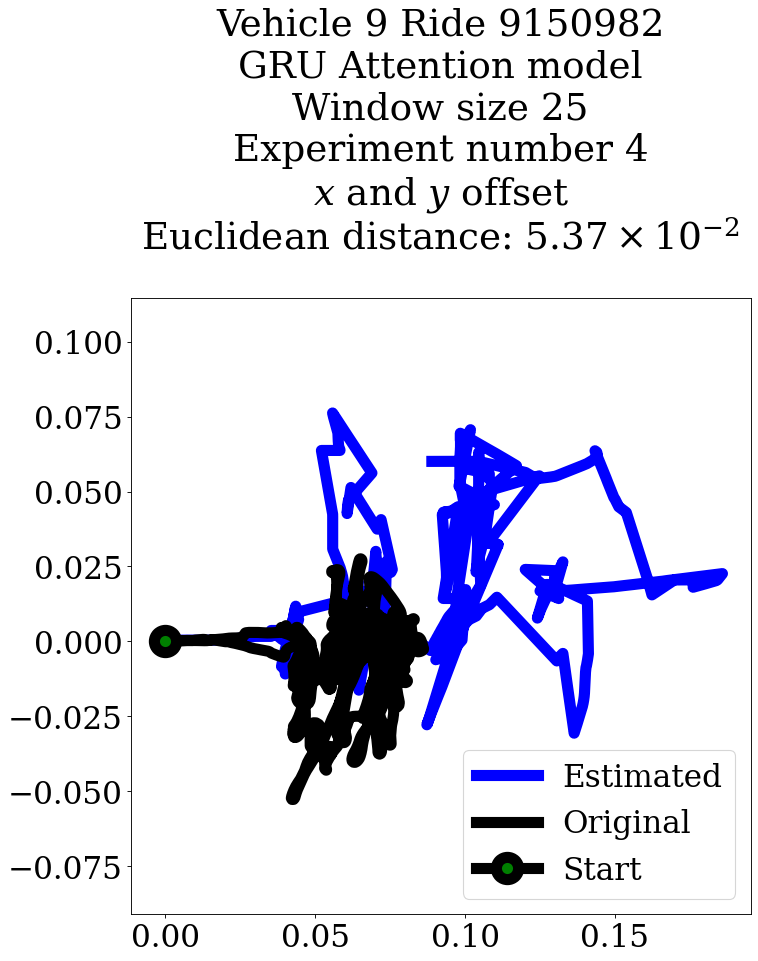 Vehicle 9 Ride 9150982
GRU Attention model
Window size 25
Experiment number 4
x and y offset
Euclidean distance: 5.37 × 10⁻²
0.100
0.075
0.050
0.025
0.000
−0.025
−0.050
−0.075
Estimated
Original
Start
0.00 0.05 0.10 0.15